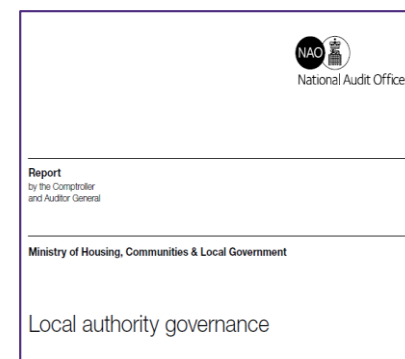 NAO
National Audit Office
Report
by the Comptroller
and Auditor General
Ministry of Housing, Communities & Local Government
Local authority governance